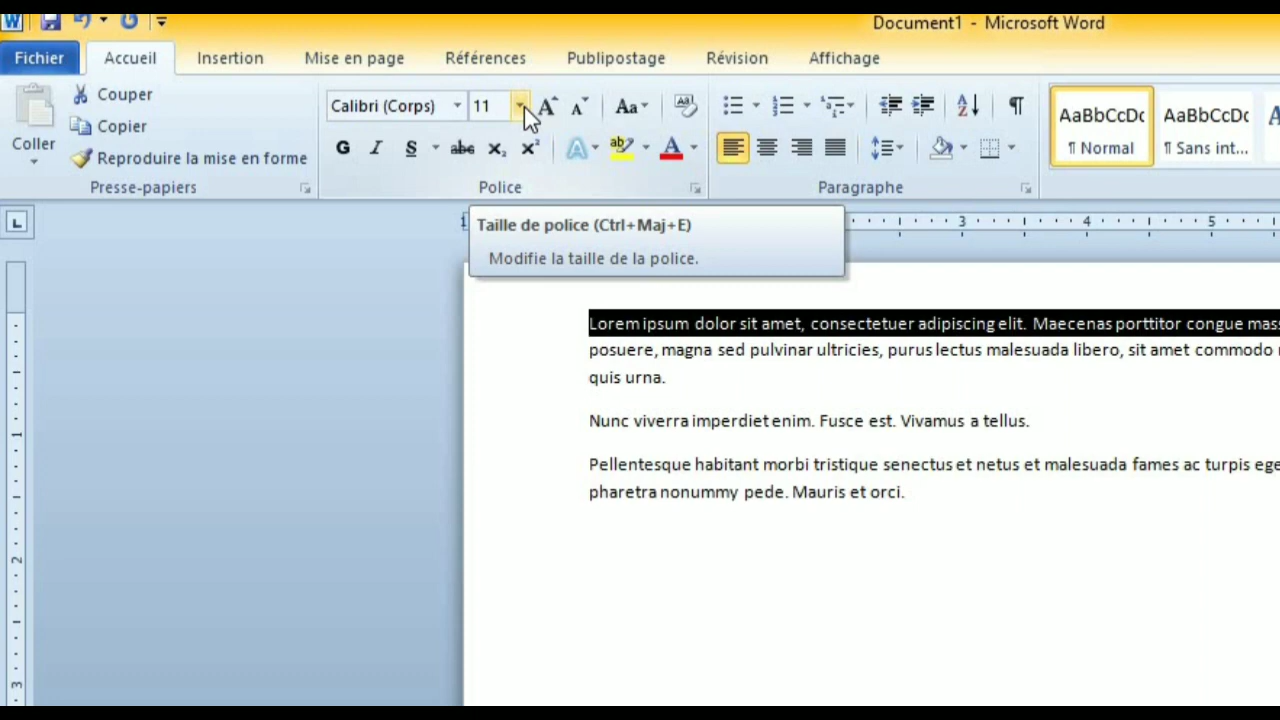 Document1 - Microsoft Word
Fichier Accueil Insertion Mise en page Références Publipostage Révision Affichage
Coller
Couper
Copier
Reproduire la mise en forme
Presse-papiers
Calibri (Corps) 11 A A Aa
G I S abc x₂ x² A ab A
Police
Paragraphe
AaBbCcDc AaBbCcDc
¶ Normal ¶ Sans int...
Taille de police (Ctrl+Maj+E)
Modifie la taille de la police.
3 4 5
1
2
3
Lorem ipsum dolor sit amet, consectetuer adipiscing elit. Maecenas porttitor congue mass
posuere, magna sed pulvinar ultricies, purus lectus malesuada libero, sit amet commodo
quis urna.
Nunc viverra imperdiet enim. Fusce est. Vivamus a tellus.
Pellentesque habitant morbi tristique senectus et netus et malesuada fames ac turpis ege
pharetra nonummy pede. Mauris et orci.